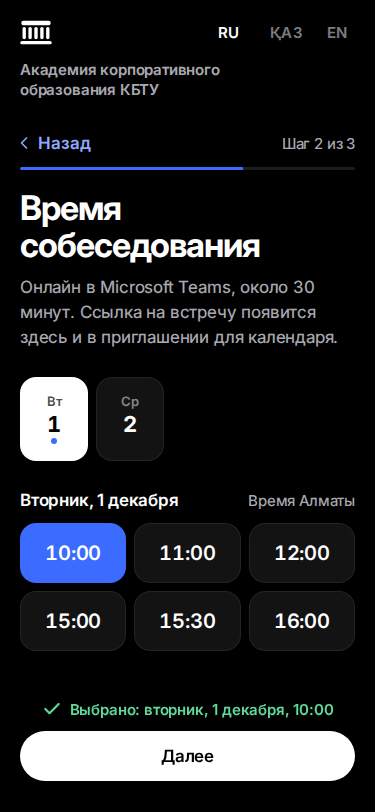 RU ҚАЗ EN
Академия корпоративного
образования КБТУ
Назад Шаг 2 из 3
Время
собеседования
Онлайн в Microsoft Teams, около 30
минут. Ссылка на встречу появится
здесь и в приглашении для календаря.
Вт Ср
1 2
Вторник, 1 декабря Время Алматы
10:00 11:00 12:00
15:00 15:30 16:00
Выбрано: вторник, 1 декабря, 10:00
Далее